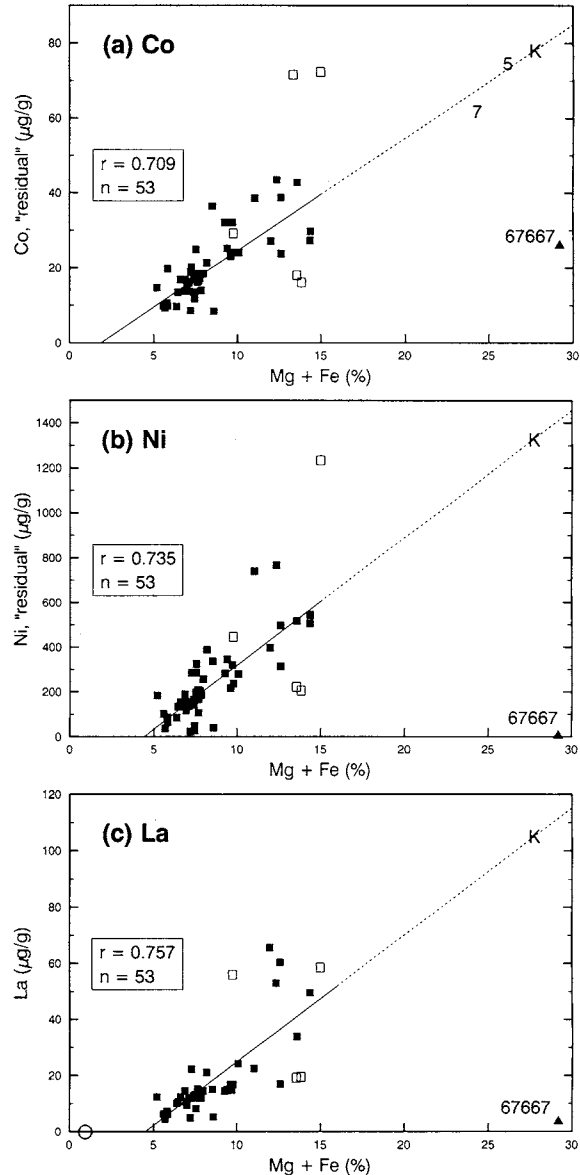 (a) Co
Co, "residual" (μg/g)
80
60
40
20
0
r = 0.709
n = 53
5
K
7
67667
0 5 10 15 20 25 30
Mg + Fe (%)
(b) Ni
Ni, "residual" (μg/g)
1400
1200
1000
800
600
400
200
0
r = 0.735
n = 53
K
67667
0 5 10 15 20 25 30
Mg + Fe (%)
(c) La
La (μg/g)
120
100
80
60
40
20
0
r = 0.757
n = 53
K
67667
0 5 10 15 20 25 30
Mg + Fe (%)